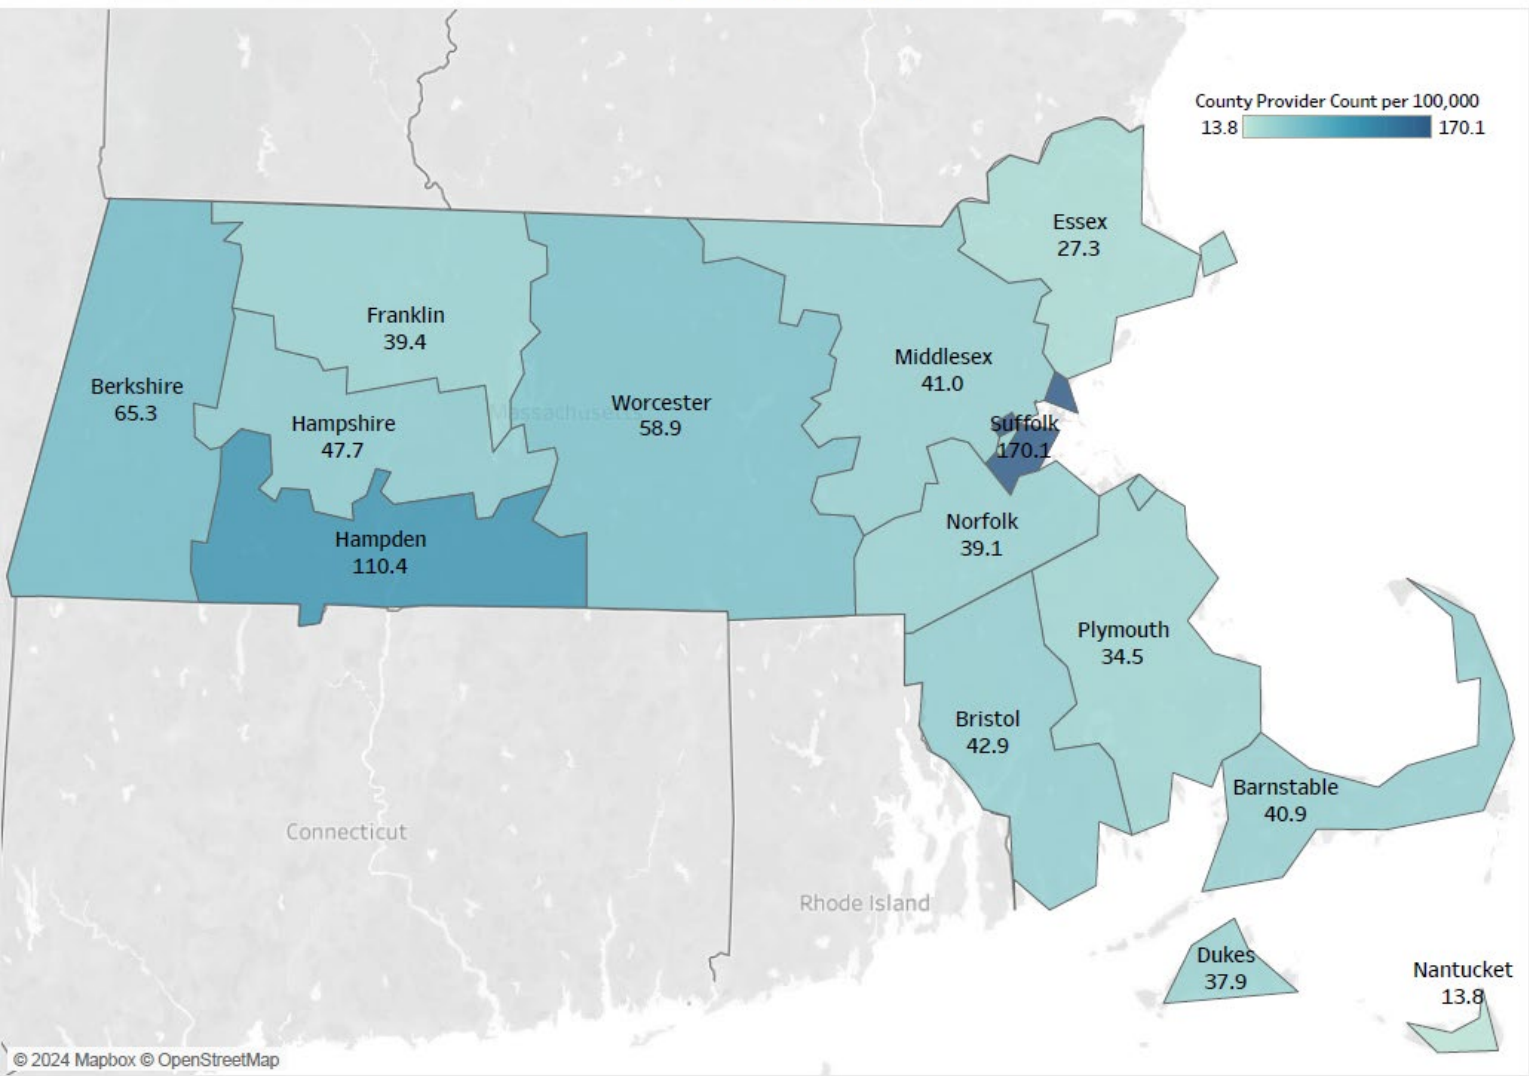 County Provider Count per 100,000
13.8 170.1
Essex
27.3
Franklin
39.4
Middlesex
41.0
Berkshire
65.3
Massachusetts
Worcester
58.9
Hampshire
47.7
Suffolk
170.1
Norfolk
39.1
Hampden
110.4
Plymouth
34.5
Bristol
42.9
Barnstable
40.9
Connecticut
Rhode Island
Dukes
37.9
Nantucket
13.8
© 2024 Mapbox © OpenStreetMap